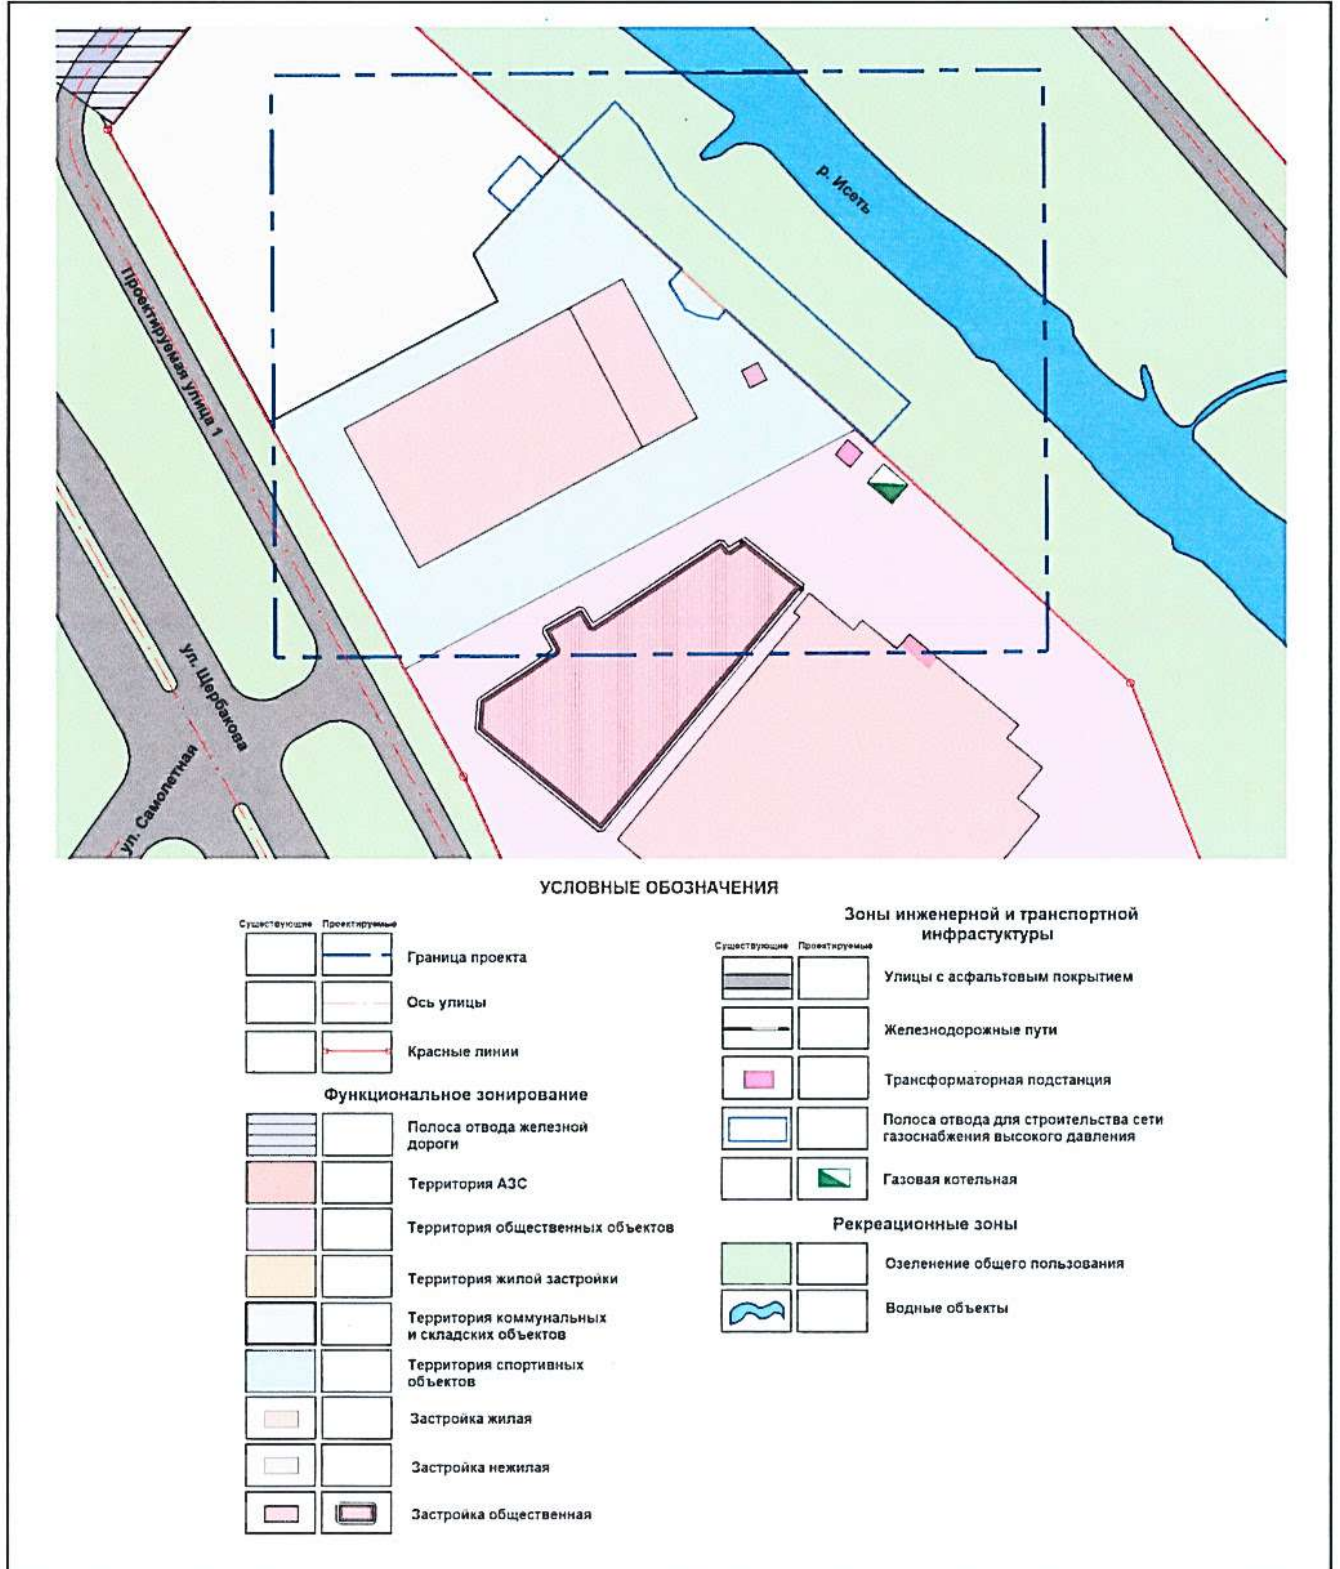 р. Исеть
Проектируемая улица 1
ул. Щербакова
ул. Самолетная
УСЛОВНЫЕ ОБОЗНАЧЕНИЯ
Существующие Проектируемые
Граница проекта
Ось улицы
Красные линии
Функциональное зонирование
Полоса отвода железной
дороги
Территория АЗС
Территория общественных объектов
Территория жилой застройки
Территория коммунальных
и складских объектов
Территория спортивных
объектов
Застройка жилая
Застройка нежилая
Застройка общественная
Зоны инженерной и транспортной
инфрастуктуры
Существующие Проектируемые
Улицы с асфальтовым покрытием
Железнодорожные пути
Трансформаторная подстанция
Полоса отвода для строительства сети
газоснбжения высокого давления
Газовая котельная
Рекреационные зоны
Озеленение общего пользования
Водные объекты